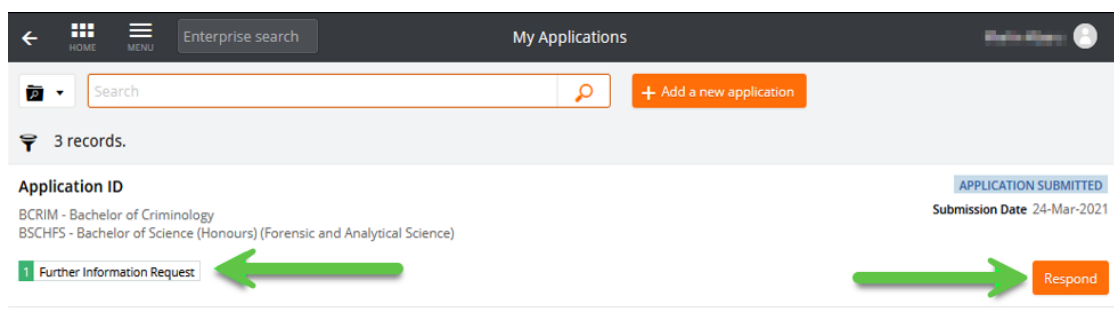 HOME
MENU
Enterprise search
My Applications
Search
+ Add a new application
3 records.
Application ID
APPLICATION SUBMITTED
BCRIM - Bachelor of Criminology
Submission Date 24-Mar-2021
BSCHFS - Bachelor of Science (Honours) (Forensic and Analytical Science)
1 Further Information Request
Respond